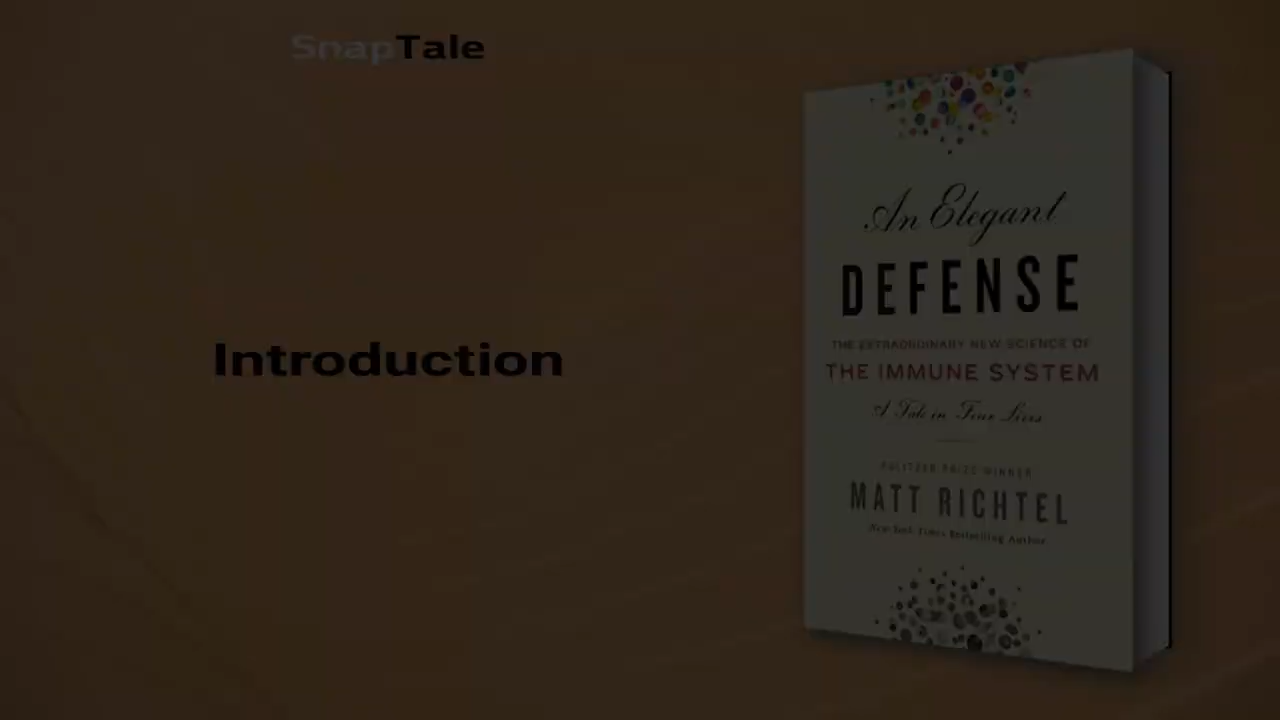 SnapTale
Introduction
An Elegant
DEFENSE
THE EXTRAORDINARY NEW SCIENCE OF
THE IMMUNE SYSTEM
A Tale in Four Lives
PULITZER PRIZE WINNER
MATT RICHTEL
New York Times Bestselling Author